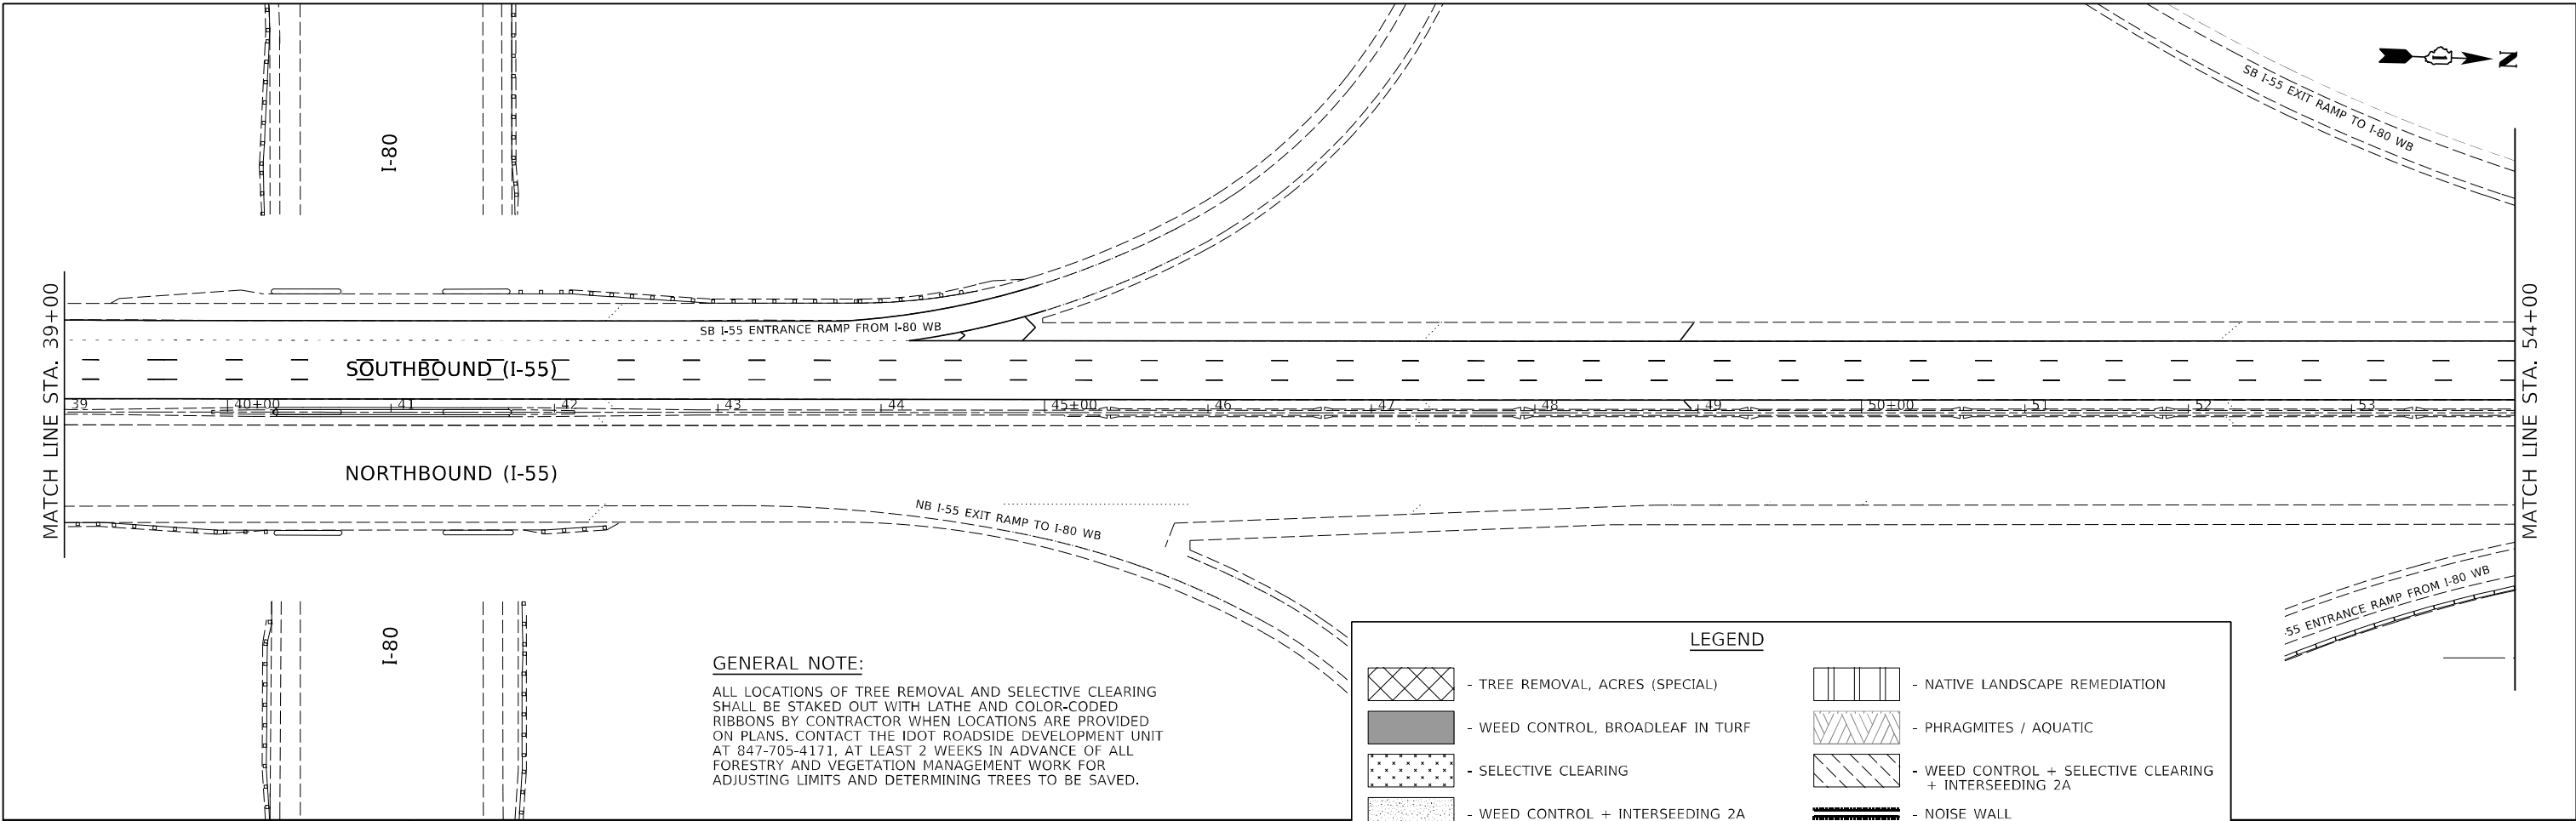 I-80
SB I-55 EXIT RAMP TO I-80 WB
N
MATCH LINE STA. 39+00
SB I-55 ENTRANCE RAMP FROM I-80 WB
SOUTHBOUND (I-55)
39 40+00 41 42 43 44 45+00 46 47 48 49 50+00 51 52 53
MATCH LINE STA. 54+00
NORTHBOUND (I-55)
NB I-55 EXIT RAMP TO I-80 WB
-55 ENTRANCE RAMP FROM I-80 WB
I-80
GENERAL NOTE:
ALL LOCATIONS OF TREE REMOVAL AND SELECTIVE CLEARING
SHALL BE STAKED OUT WITH LATHE AND COLOR-CODED
RIBBONS BY CONTRACTOR WHEN LOCATIONS ARE PROVIDED
ON PLANS. CONTACT THE IDOT ROADSIDE DEVELOPMENT UNIT
AT 847-705-4171, AT LEAST 2 WEEKS IN ADVANCE OF ALL
FORESTRY AND VEGETATION MANAGEMENT WORK FOR
ADJUSTING LIMITS AND DETERMINING TREES TO BE SAVED.
LEGEND
- TREE REMOVAL, ACRES (SPECIAL)
- WEED CONTROL, BROADLEAF IN TURF
- SELECTIVE CLEARING
- WEED CONTROL + INTERSEEDING 2A
- NATIVE LANDSCAPE REMEDIATION
- PHRAGMITES / AQUATIC
- WEED CONTROL + SELECTIVE CLEARING
+ INTERSEEDING 2A
- NOISE WALL